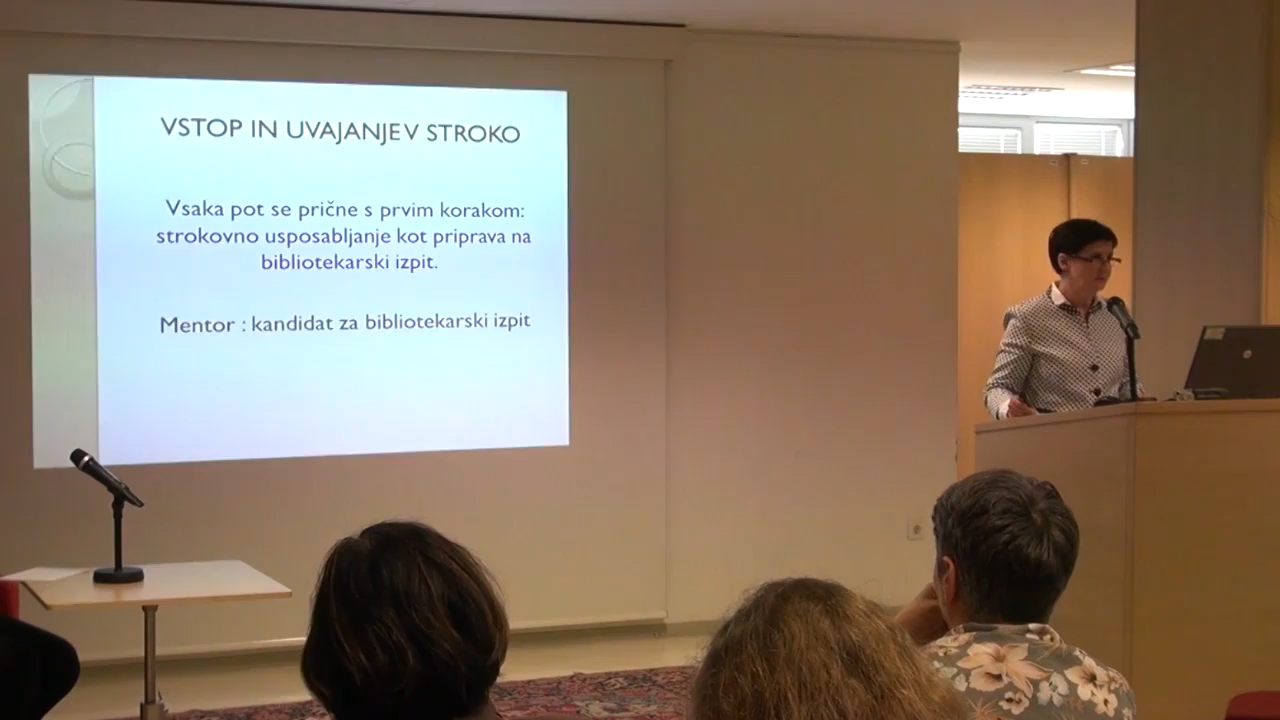 VSTOP IN UVAJANJE V STROKO
Vsaka pot se prične s prvim korakom:
strokovno usposabljanje kot priprava na
bibliotekarski izpit.
Mentor : kandidat za bibliotekarski izpit